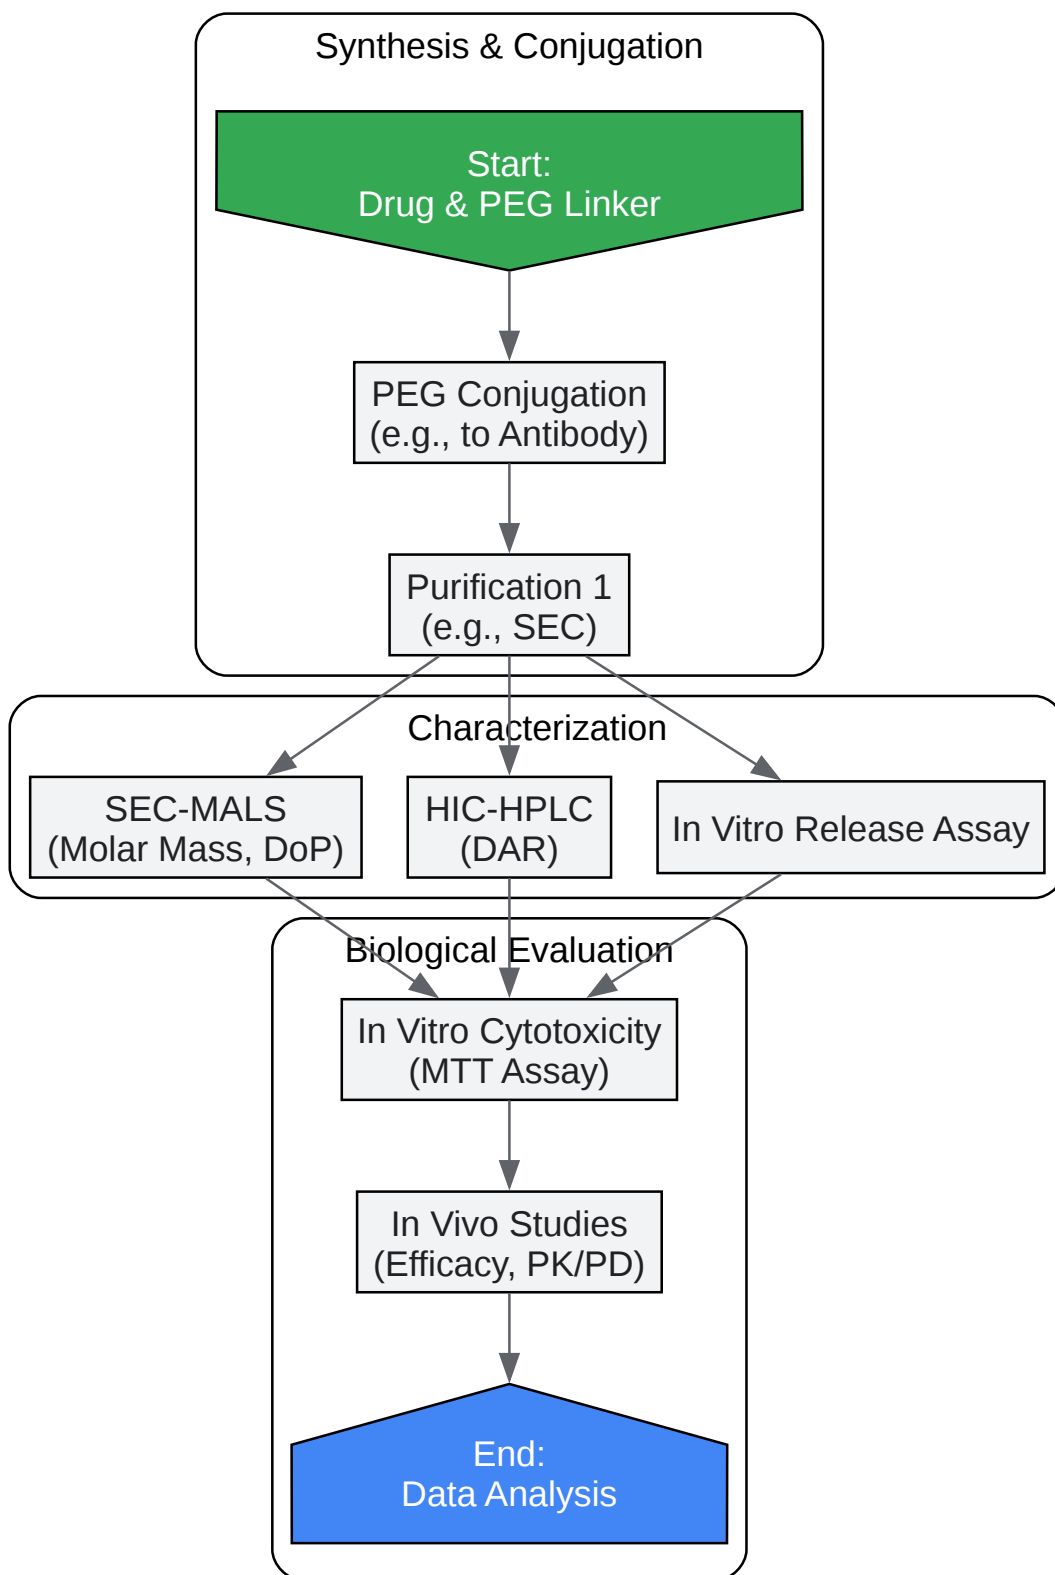 Synthesis & Conjugation
Start:
Drug & PEG Linker
PEG Conjugation
(e.g., to Antibody)
Purification 1
(e.g., SEC)
Characterization
SEC-MALS
(Molar Mass, DoP)
HIC-HPLC
(DAR)
In Vitro Release Assay
Biological Evaluation
In Vitro Cytotoxicity
(MTT Assay)
In Vivo Studies
(Efficacy, PK/PD)
End:
Data Analysis